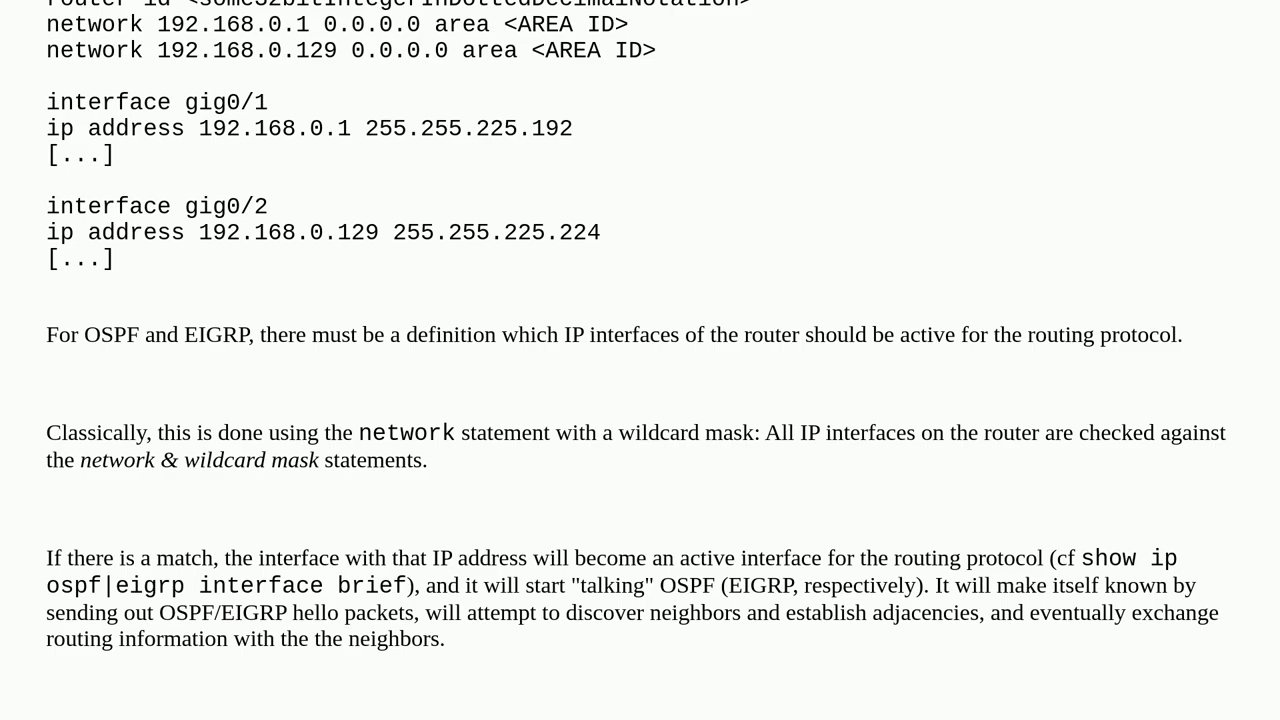 network 192.168.0.1 0.0.0.0 area <AREA ID>
network 192.168.0.129 0.0.0.0 area <AREA ID>
interface gig0/1
ip address 192.168.0.1 255.255.225.192
[...]
interface gig0/2
ip address 192.168.0.129 255.255.225.224
[...]
For OSPF and EIGRP, there must be a definition which IP interfaces of the router should be active for the routing protocol.
Classically, this is done using the network statement with a wildcard mask: All IP interfaces on the router are checked against
the network & wildcard mask statements.
If there is a match, the interface with that IP address will become an active interface for the routing protocol (cf show ip
ospf|eigrp interface brief), and it will start "talking" OSPF (EIGRP, respectively). It will make itself known by
sending out OSPF/EIGRP hello packets, will attempt to discover neighbors and establish adjacencies, and eventually exchange
routing information with the the neighbors.